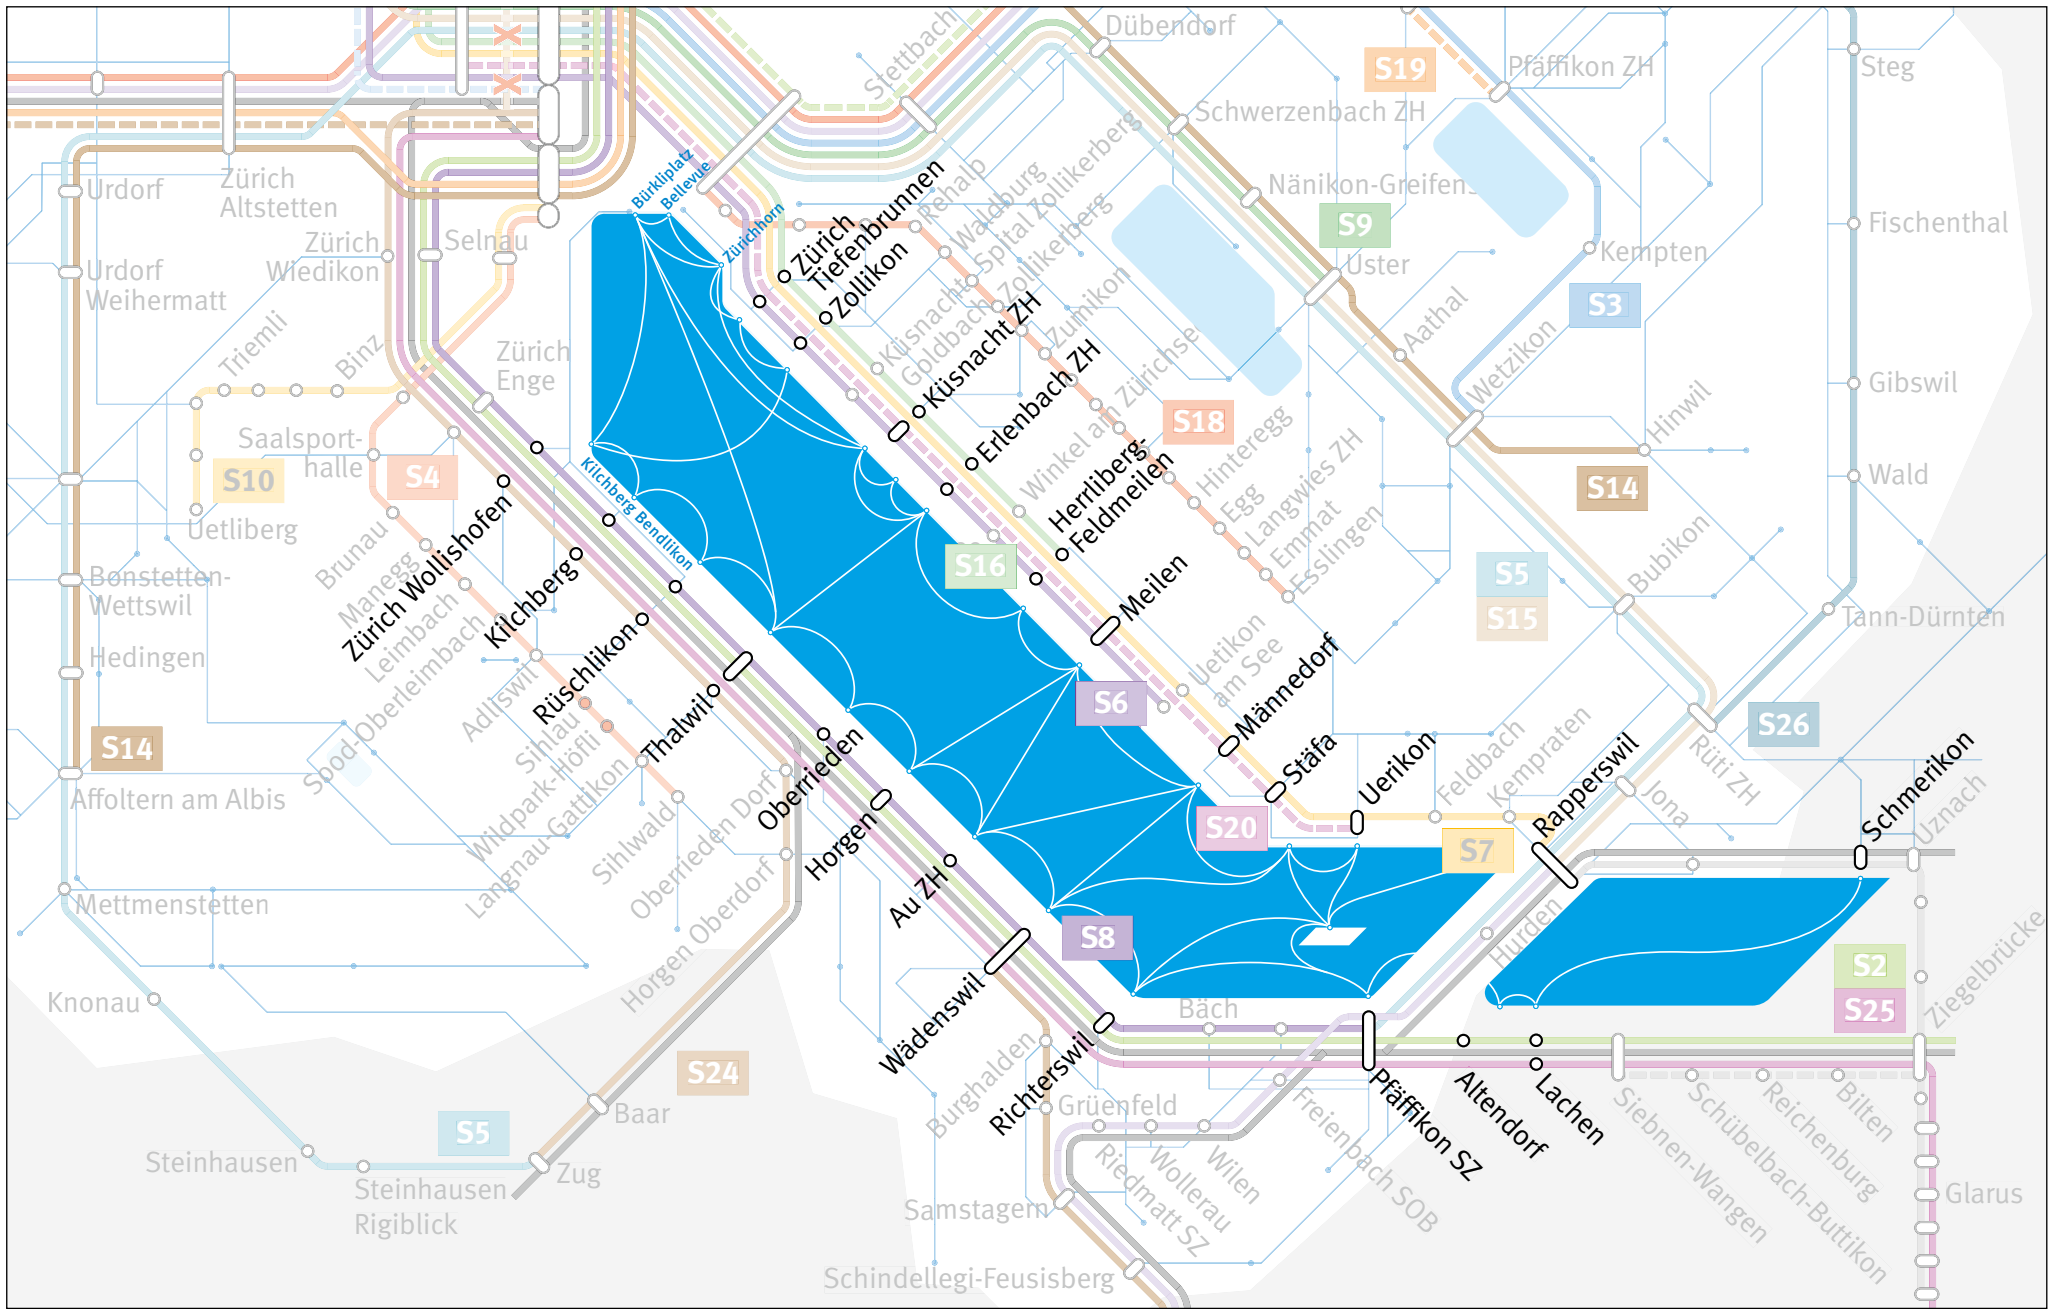 Dübendorf
Stettbach
S19
Pfäffikon ZH
Steg
Schwerzenbach ZH
Urdorf
Zürich
Altstetten
Bürkliplatz
Bellevue
Zürichhorn
Zürich
Tiefenbrunnen
Zollikon
Rehalp
Waldburg
Spital Zollikerberg
Zollikerberg
Nänikon-Greifens
S9
Fischenthal
Zürich
Wiedikon
Selnau
Urdorf
Weihermatt
Uster
Kempten
S3
Zumikon
Küsnacht
Goldbach
Küsnacht ZH
Aathal
Wetzikon
Triemli
Binz
Zürich
Enge
Erlenbach ZH
Winkel am Zürichse
Gibswil
Hinwil
S18
Saalsport-
halle
S10
S4
Hinteregg
Egg
Langwies ZH
Emmat
Esslingen
Herrliberg-
Feldmeilen
S14
Wald
Uetliberg
Kilchberg Bendlikon
Brunau
Manegg
Leimbach
Sood-Oberleimbach
Zürich Wollishofen
Kilchberg
S16
Meilen
S5
S15
Bubikon
Bonstetten-
Wettswil
Tann-Dürnten
Hedingen
Adliswil
Rüschlikon
Uetikon
am See
S6
Männedorf
S14
Sihlau
Wildpark-Höfli
Langnau-Gattikon
Thalwil
Stäfa
Uerikon
Feldbach
Kempraten
Rapperswil
Rüti ZH
S26
Affoltern am Albis
Sihlwald
Oberrieden Dorf
Oberrieden
Horgen
Jona
Schmerikon
Uznach
S20
S7
Au ZH
Mettmenstetten
Horgen Oberdorf
S8
Hurden
S2
S25
Ziegelbrücke
Knonau
Wädenswil
Bäch
Richterswil
Burghalden
S24
Pfäffikon SZ
Altendorf
Lachen
Siebnen-Wangen
Schübelbach-Buttikon
Reichenburg
Bilten
Baar
Grüenfeld
Freienbach SOB
S5
Steinhausen
Zug
Riedmatt SZ
Wollerau
Wilen
Steinhausen
Rigiblick
Samstagern
Glarus
Schindellegi-Feusisberg